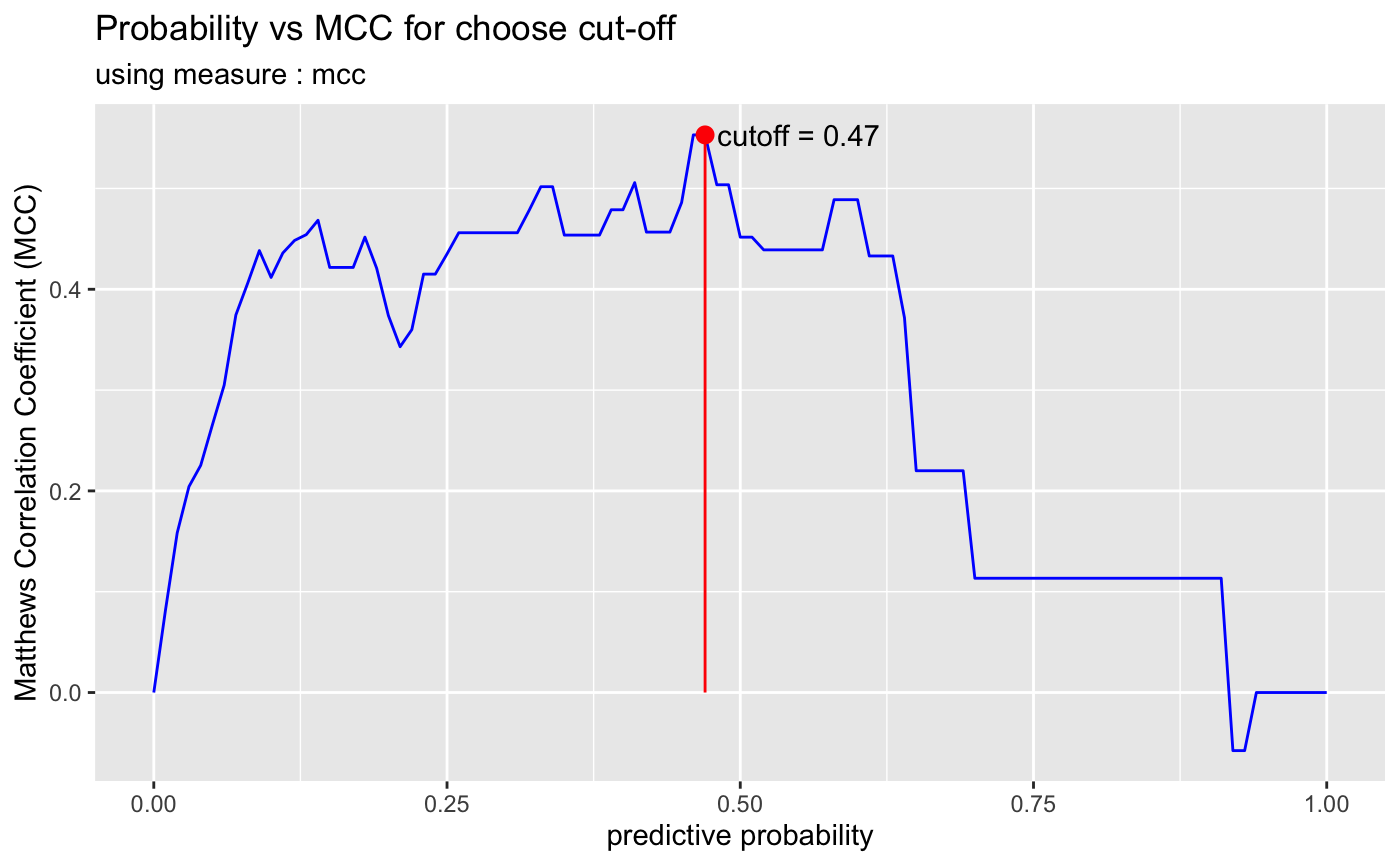 Probability vs MCC for choose cut-off
using measure : mcc
cutoff = 0.47
Matthews Correlation Coefficient (MCC)
0.4
0.2
0.0
0.00 0.25 0.50 0.75 1.00
predictive probability